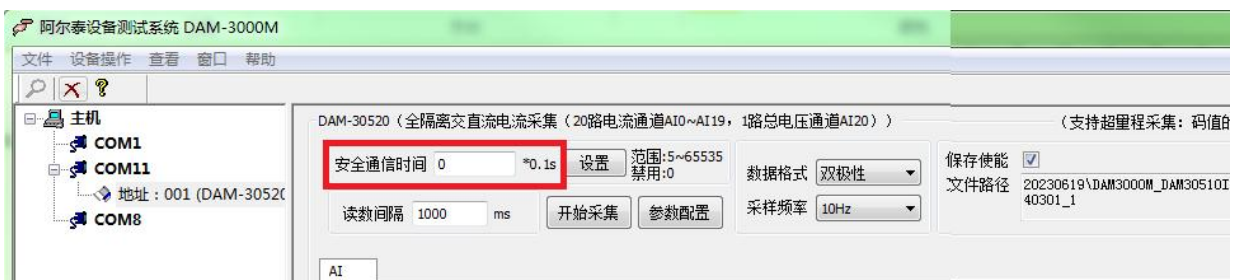 阿尔泰设备测试系统 DAM-3000M
文件 设备操作 查看 窗口 帮助
主机
COM1
COM11
地址：001 (DAM-3052(
COM8
DAM-30520（全隔离交直流电流采集（20路电流通道AI0~AI19，1路总电压通道AI20））
（支持超里程采集：码值的
安全通信时间 0 *0.1s 设置 范围:5~65535
禁用:0
读数间隔 1000 ms 开始采集 参数配置
数据格式 双极性
采样频率 10Hz
保存使能
文件路径 20230619\DAM3000M_DAM30510I
40301_1
AI